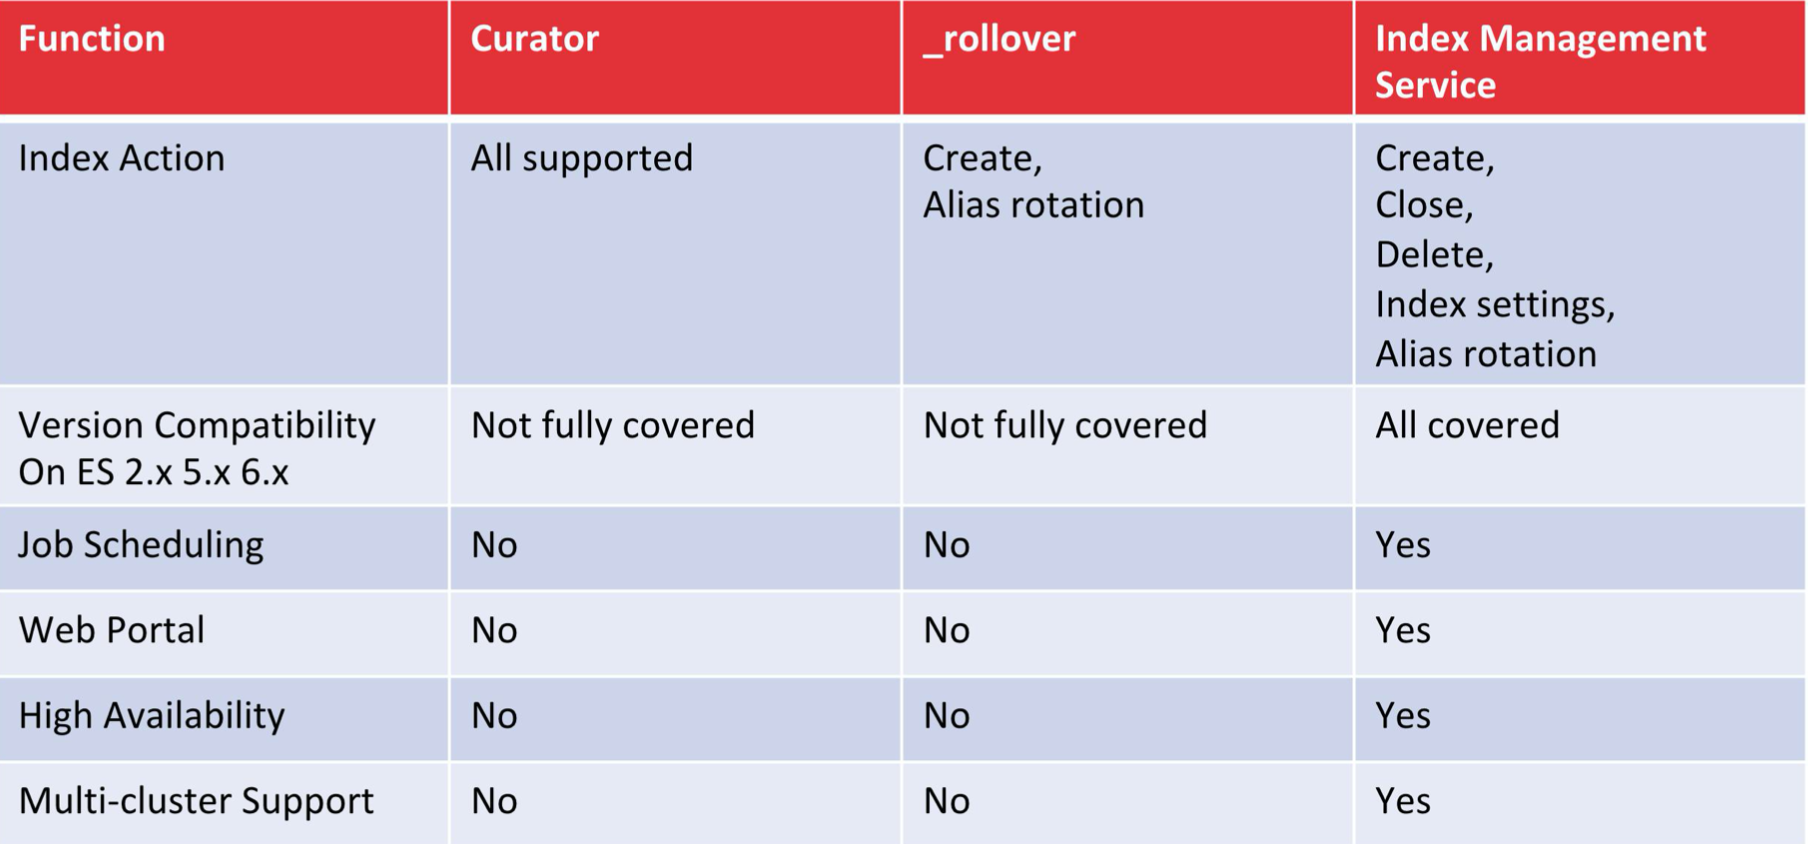 Function
Curator
_rollover
Index Management
Service
Index Action
All supported
Create,
Alias rotation
Create,
Close,
Delete,
Index settings,
Alias rotation
Version Compatibility
On ES 2.x 5.x 6.x
Not fully covered
Not fully covered
All covered
Job Scheduling
No
No
Yes
Web Portal
No
No
Yes
High Availability
No
No
Yes
Multi-cluster Support
No
No
Yes